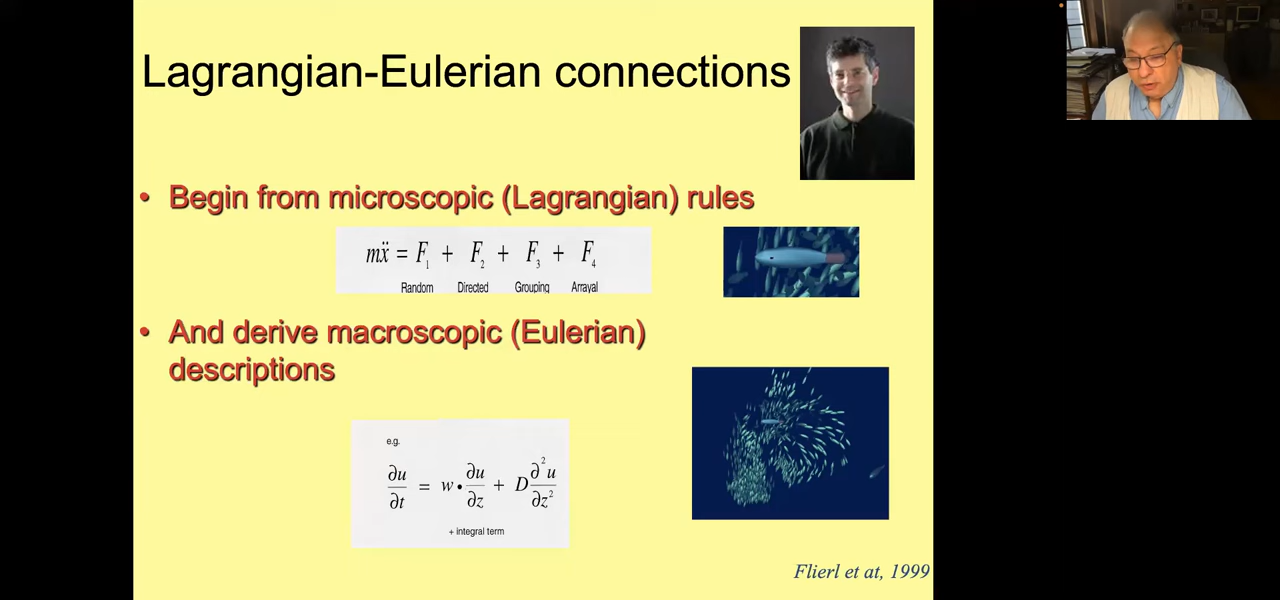 Lagrangian-Eulerian connections
• Begin from microscopic (Lagrangian) rules
mẍ = F₁ + F₂ + F₃ + F₄
Random Directed Grouping Arrayal
• And derive macroscopic (Eulerian)
descriptions
e.g.
∂u/∂t = w • ∂u/∂z + D ∂²u/∂z²
+ integral term
Flierl et at, 1999